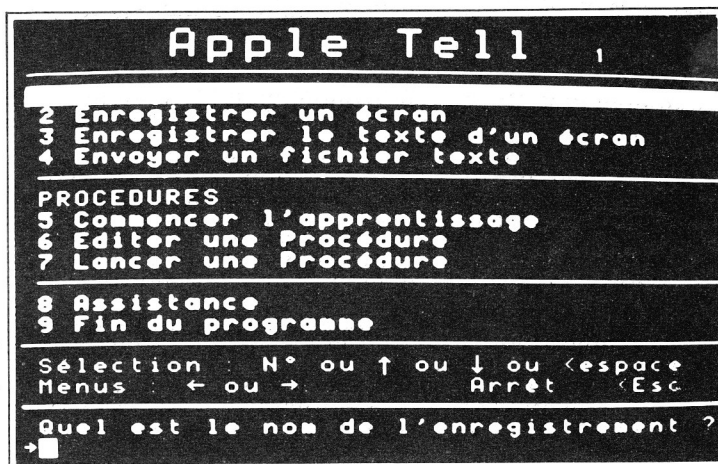 Apple Tell 1
2 Enregistrer un écran
3 Enregistrer le texte d'un écran
4 Envoyer un fichier texte
PROCEDURES
5 Commencer l'apprentissage
6 Editer une Procédure
7 Lancer une Procédure
8 Assistance
9 Fin du programme
Sélection : N° ou ↑ ou ↓ ou <espace
Menus : ← ou → Arrêt <Esc
Quel est le nom de l'enregistrement ?
→